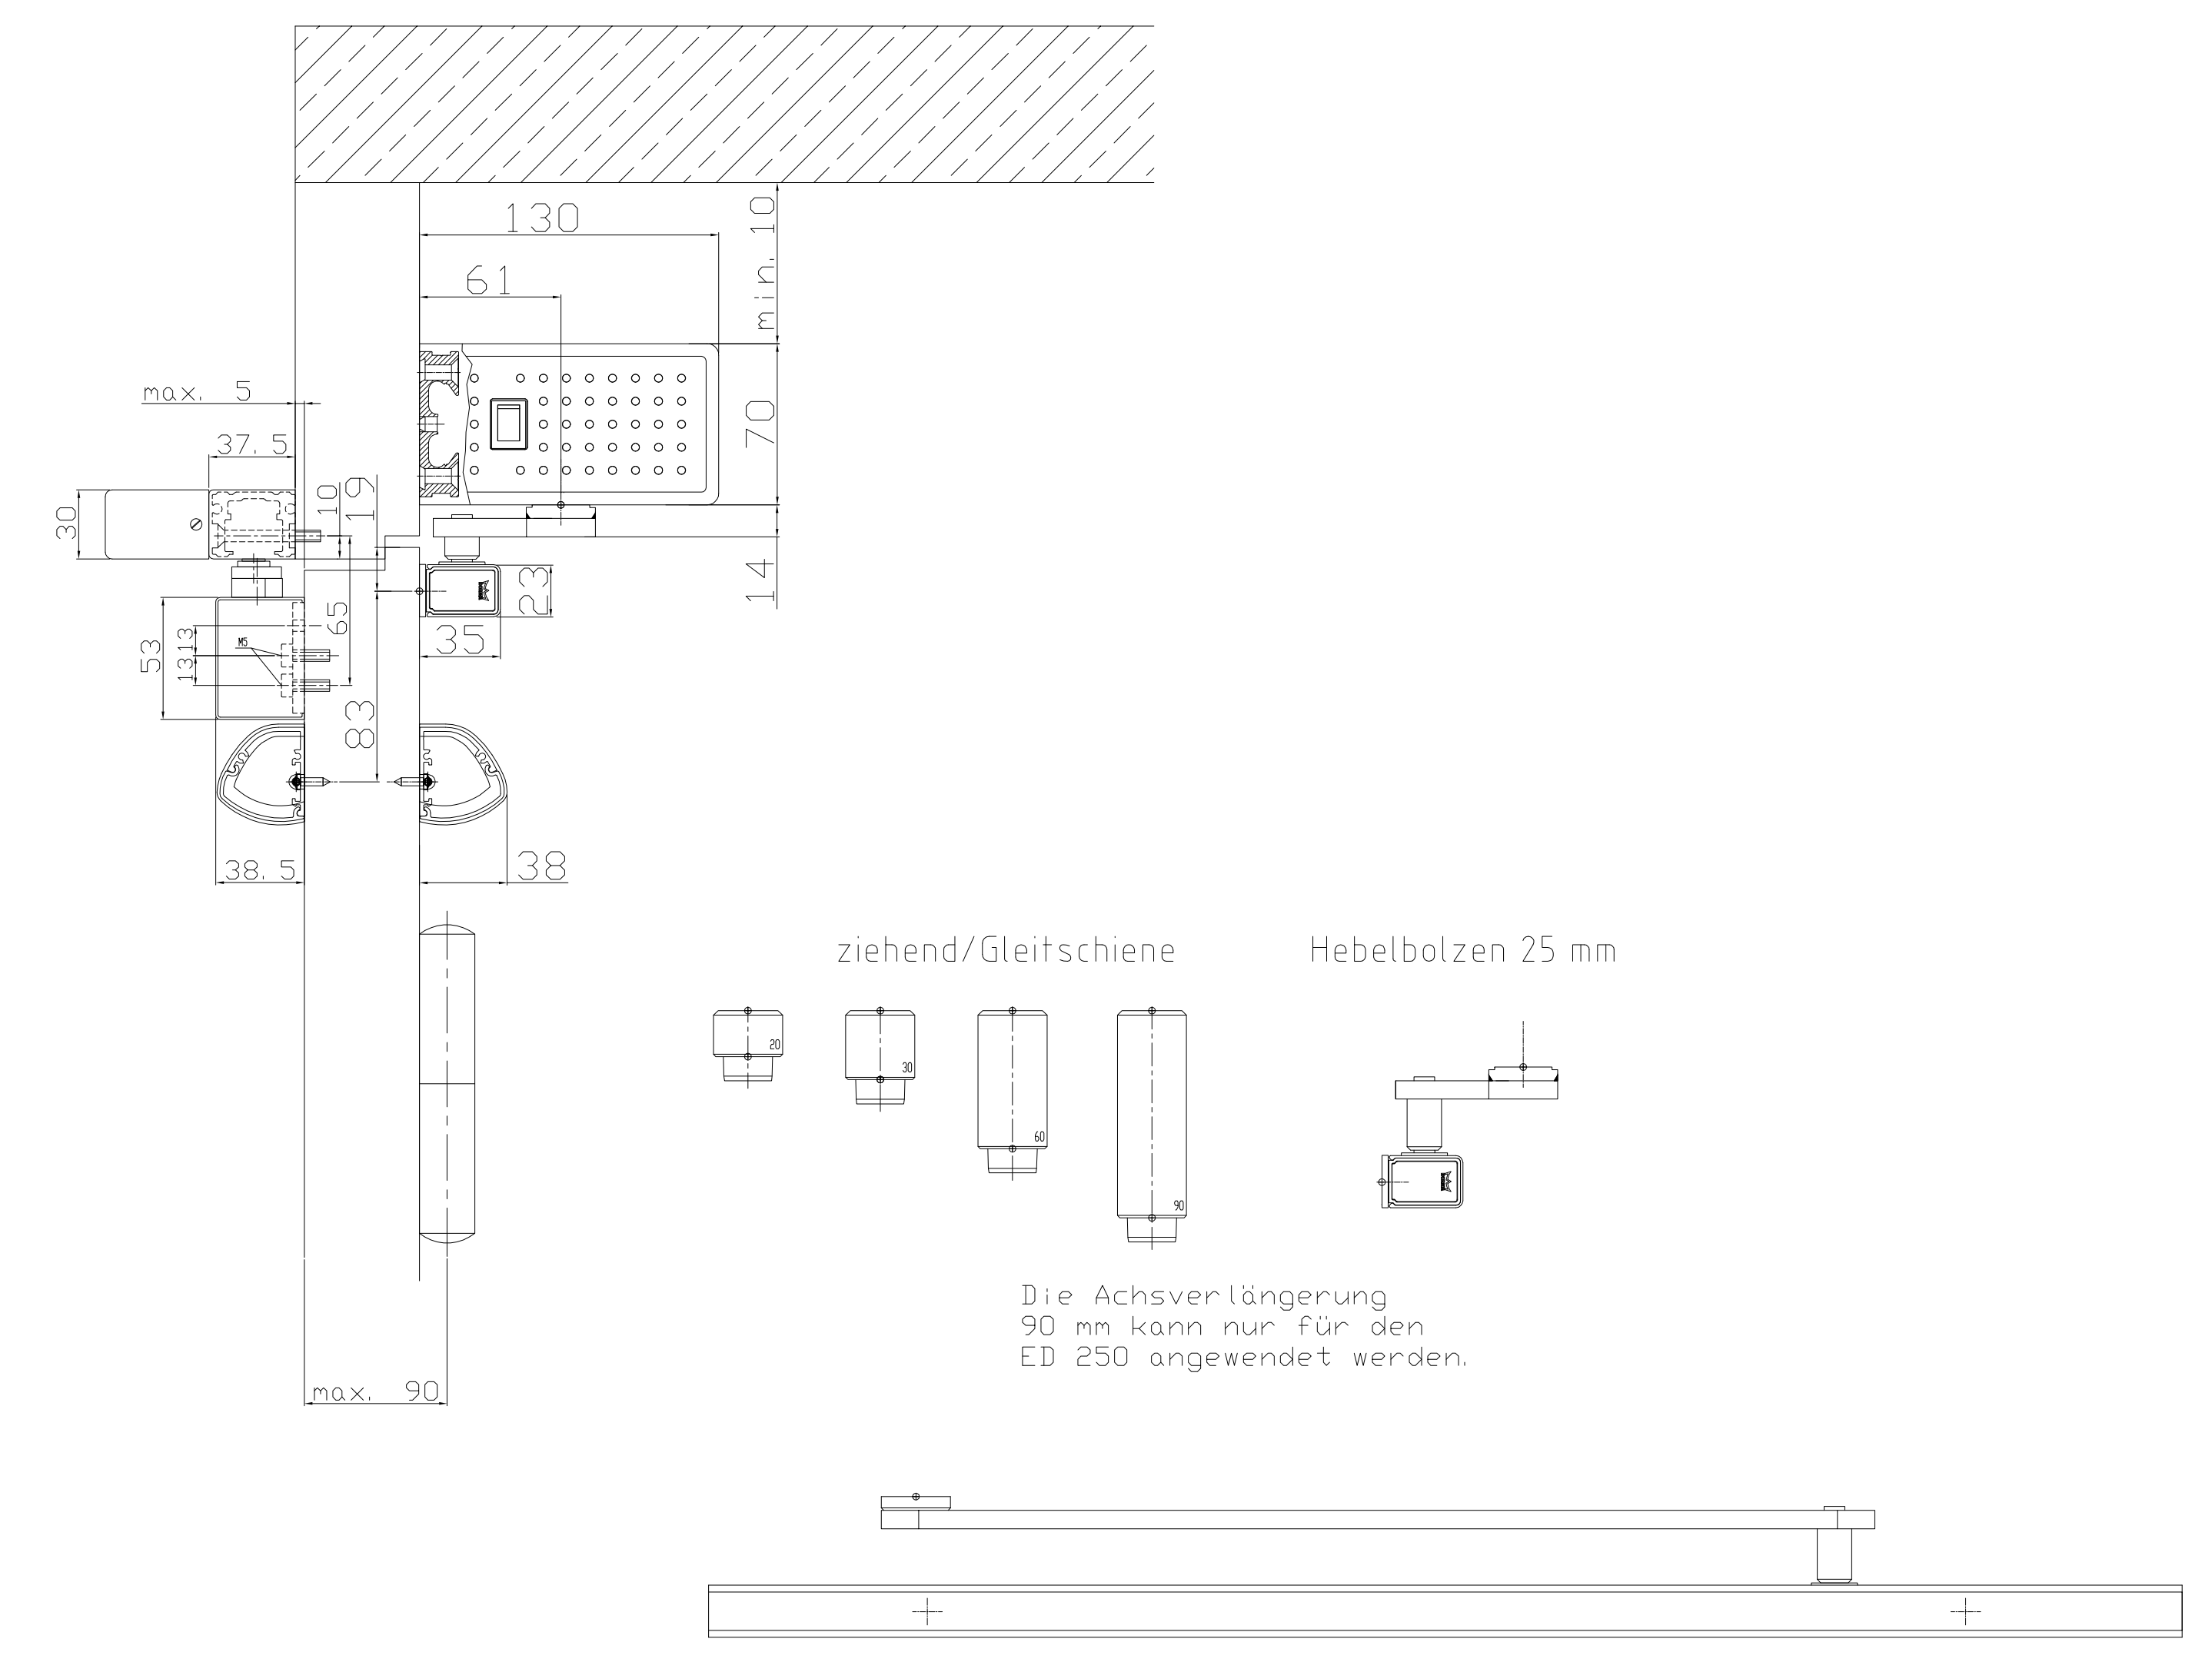 130
min. 10
61
max. 5
70
37.5
30
10
19
14
23
65
35
53
13
13
M5
83
38.5
38
ziehend/Gleitschiene
Hebelbolzen 25 mm
20
30
60
90
Die Achsverlängerung
90 mm kann nur für den
ED 250 angewendet werden.
max. 90